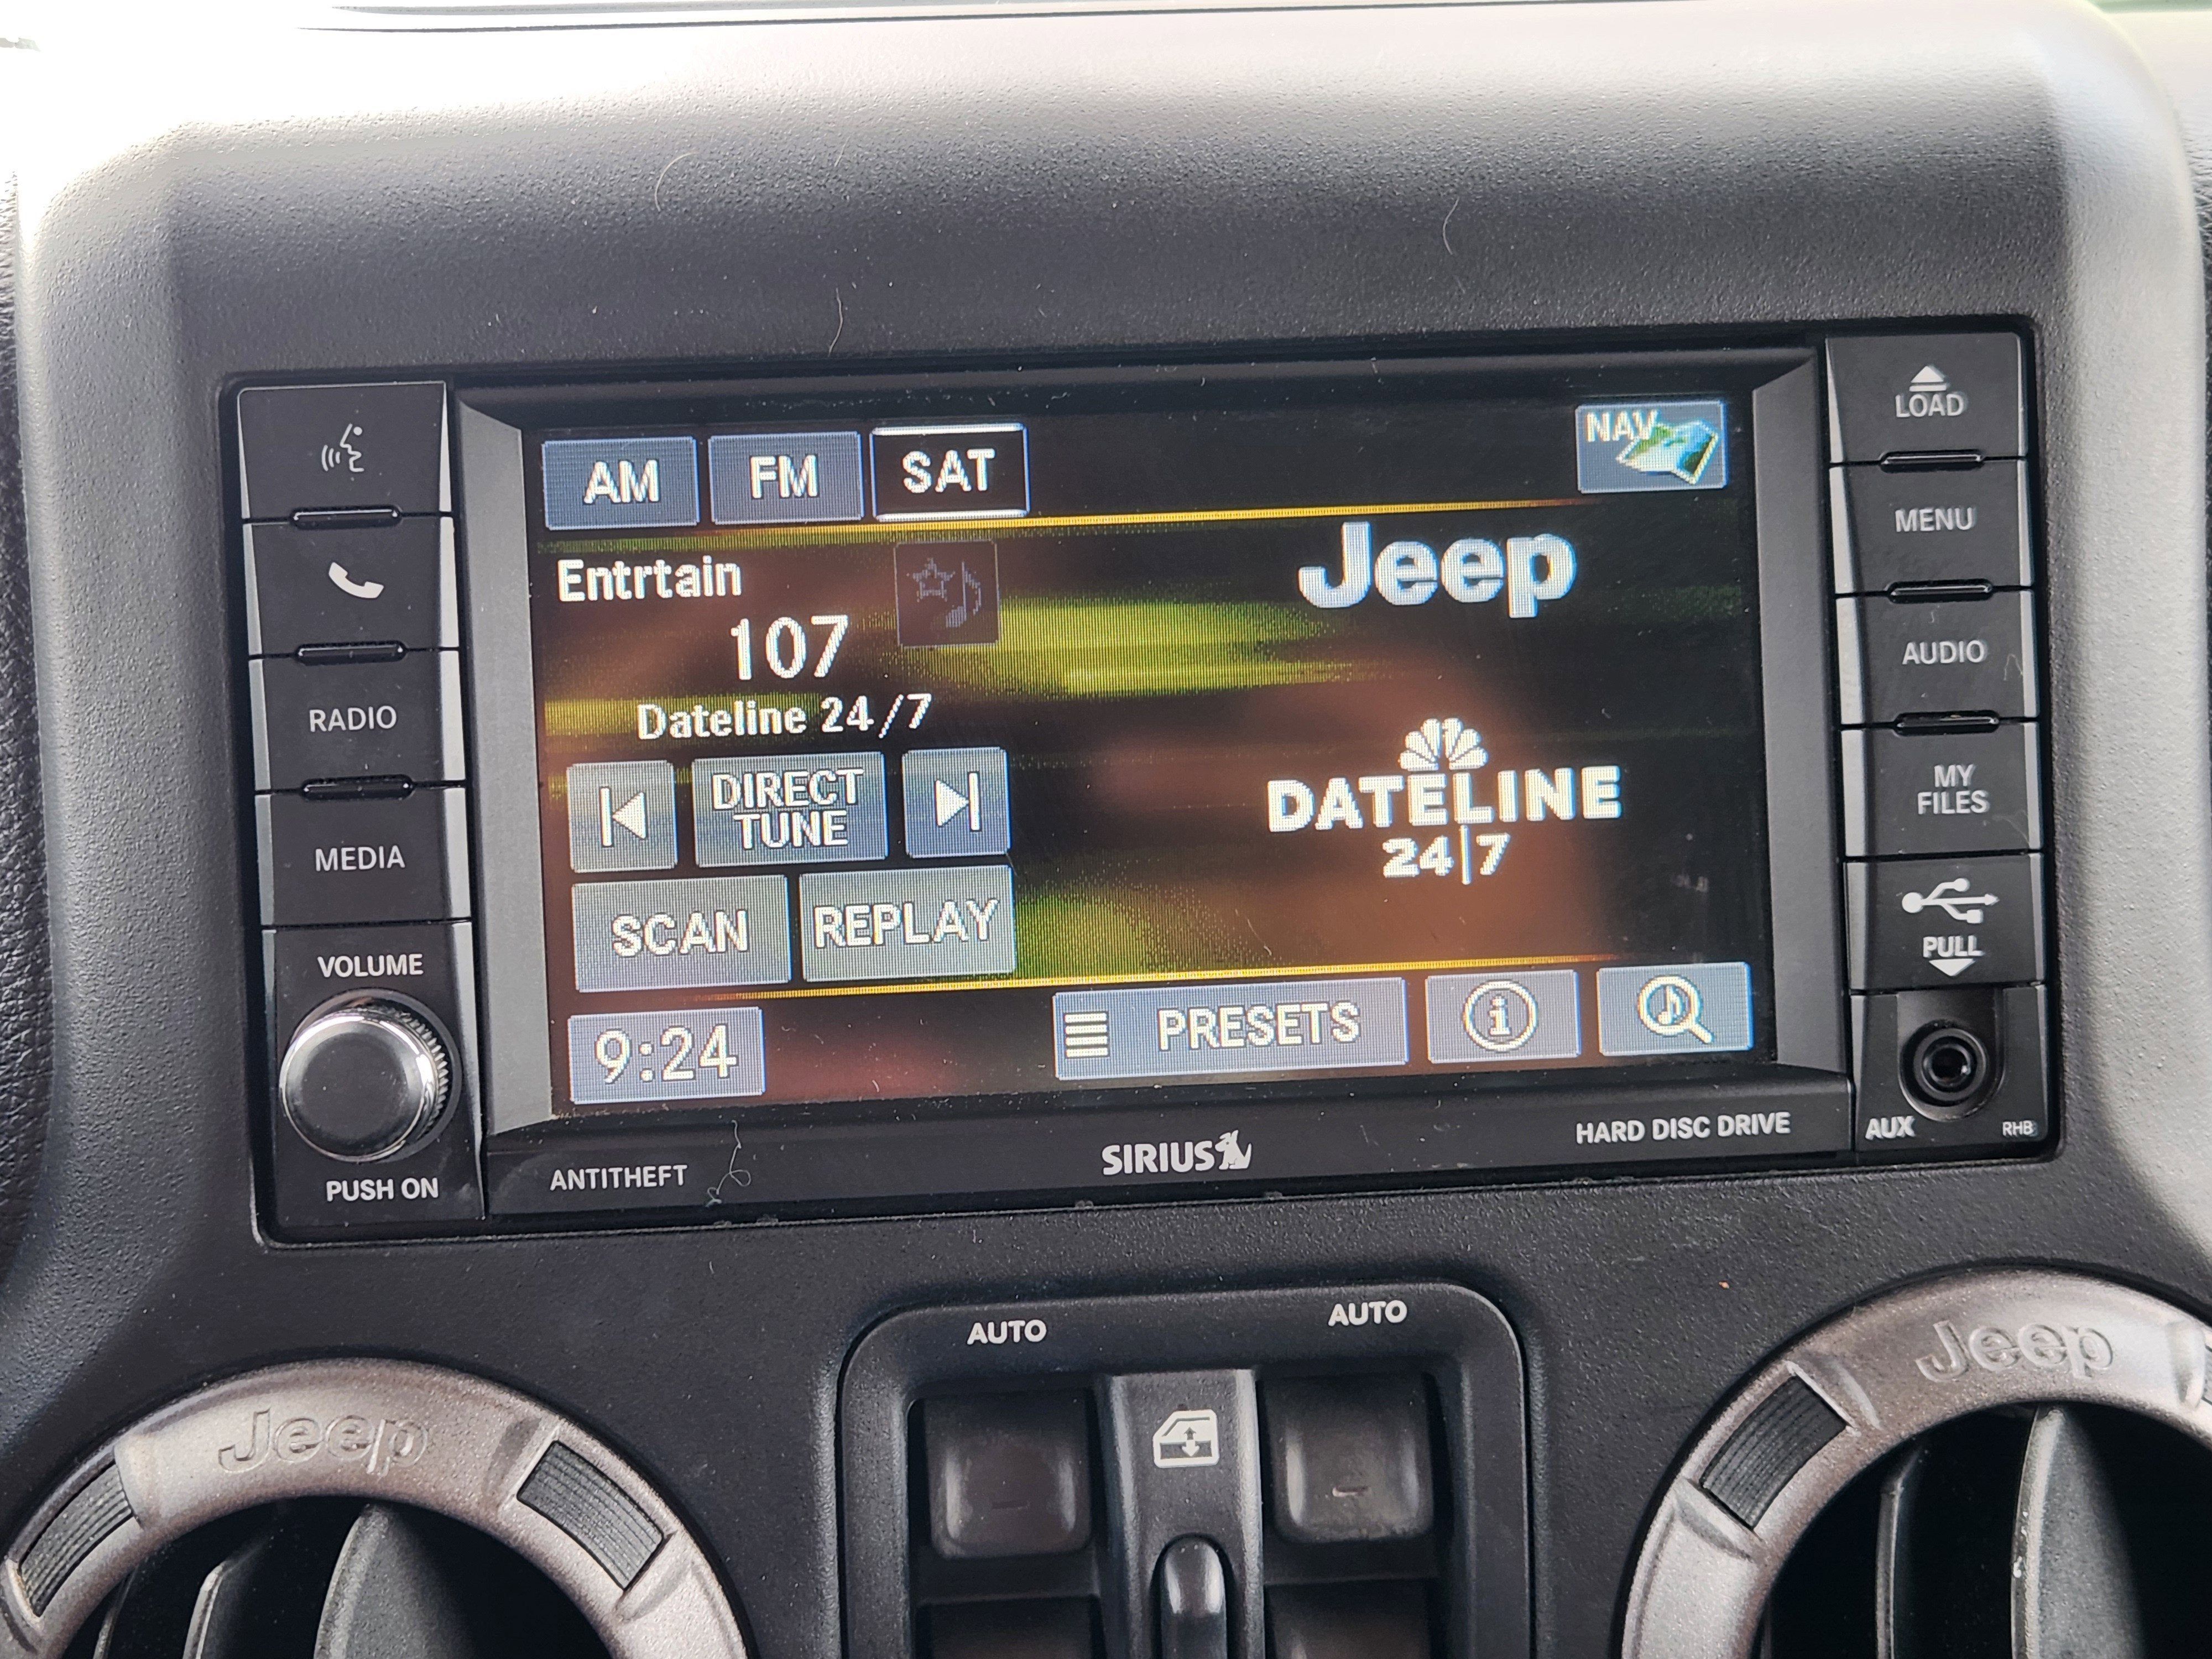 AM FM SAT NAV
Entrtain
107
Dateline 24/7
DIRECT
TUNE
SCAN REPLAY
9:24
Jeep
DATELINE
24|7
PRESETS
RADIO
MEDIA
VOLUME
PUSH ON
LOAD
MENU
AUDIO
MY
FILES
PULL
AUX RHB
ANTITHEFT SIRIUS HARD DISC DRIVE
AUTO AUTO
Jeep Jeep